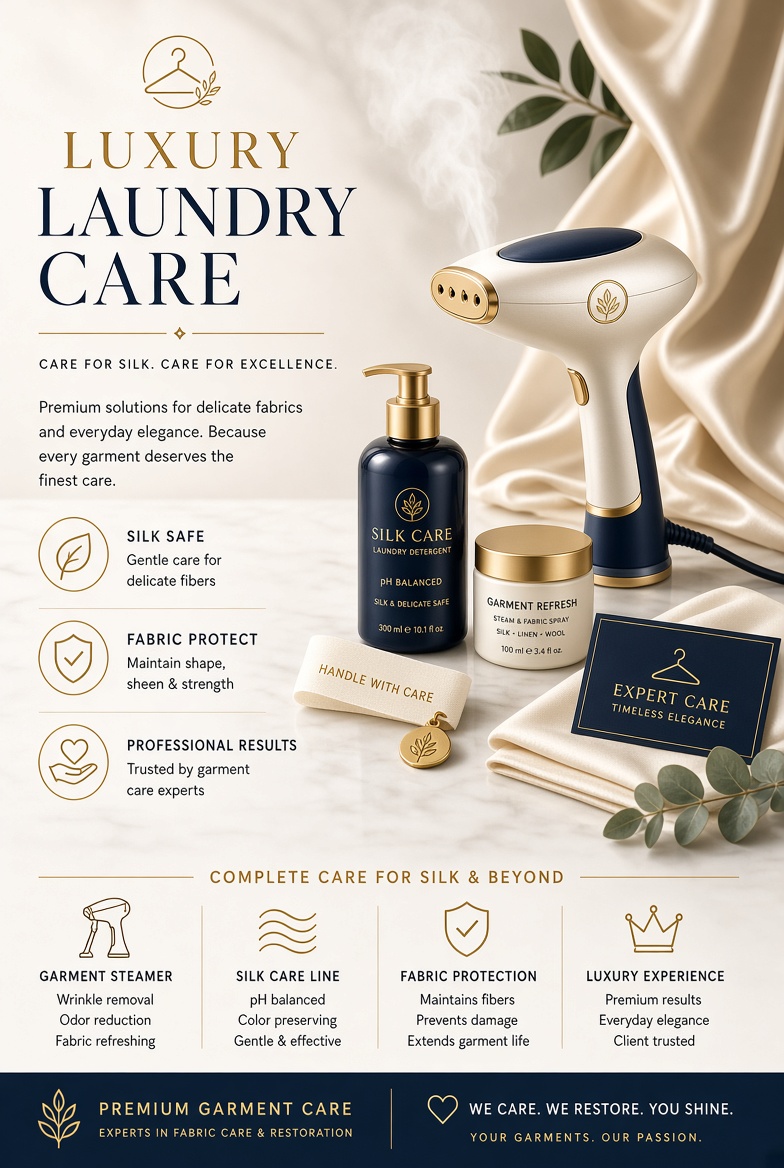 LUXURY
LAUNDRY
CARE
CARE FOR SILK. CARE FOR EXCELLENCE.
Premium solutions for delicate fabrics
and everyday elegance. Because
every garment deserves the
finest care.
SILK SAFE
Gentle care for
delicate fibers
FABRIC PROTECT
Maintain shape,
sheen & strength
PROFESSIONAL RESULTS
Trusted by garment
care experts
SILK CARE
LAUNDRY DETERGENT
pH BALANCED
SILK & DELICATE SAFE
300 ml ℮ 10.1 fl oz.
GARMENT REFRESH
STEAM & FABRIC SPRAY
SILK • LINEN • WOOL
100 ml ℮ 3.4 fl oz.
HANDLE WITH CARE
EXPERT CARE
TIMELESS ELEGANCE
COMPLETE CARE FOR SILK & BEYOND
GARMENT STEAMER
Wrinkle removal
Odor reduction
Fabric refreshing
SILK CARE LINE
pH balanced
Color preserving
Gentle & effective
FABRIC PROTECTION
Maintains fibers
Prevents damage
Extends garment life
LUXURY EXPERIENCE
Premium results
Everyday elegance
Client trusted
PREMIUM GARMENT CARE
EXPERTS IN FABRIC CARE & RESTORATION
WE CARE. WE RESTORE. YOU SHINE.
YOUR GARMENTS. OUR PASSION.